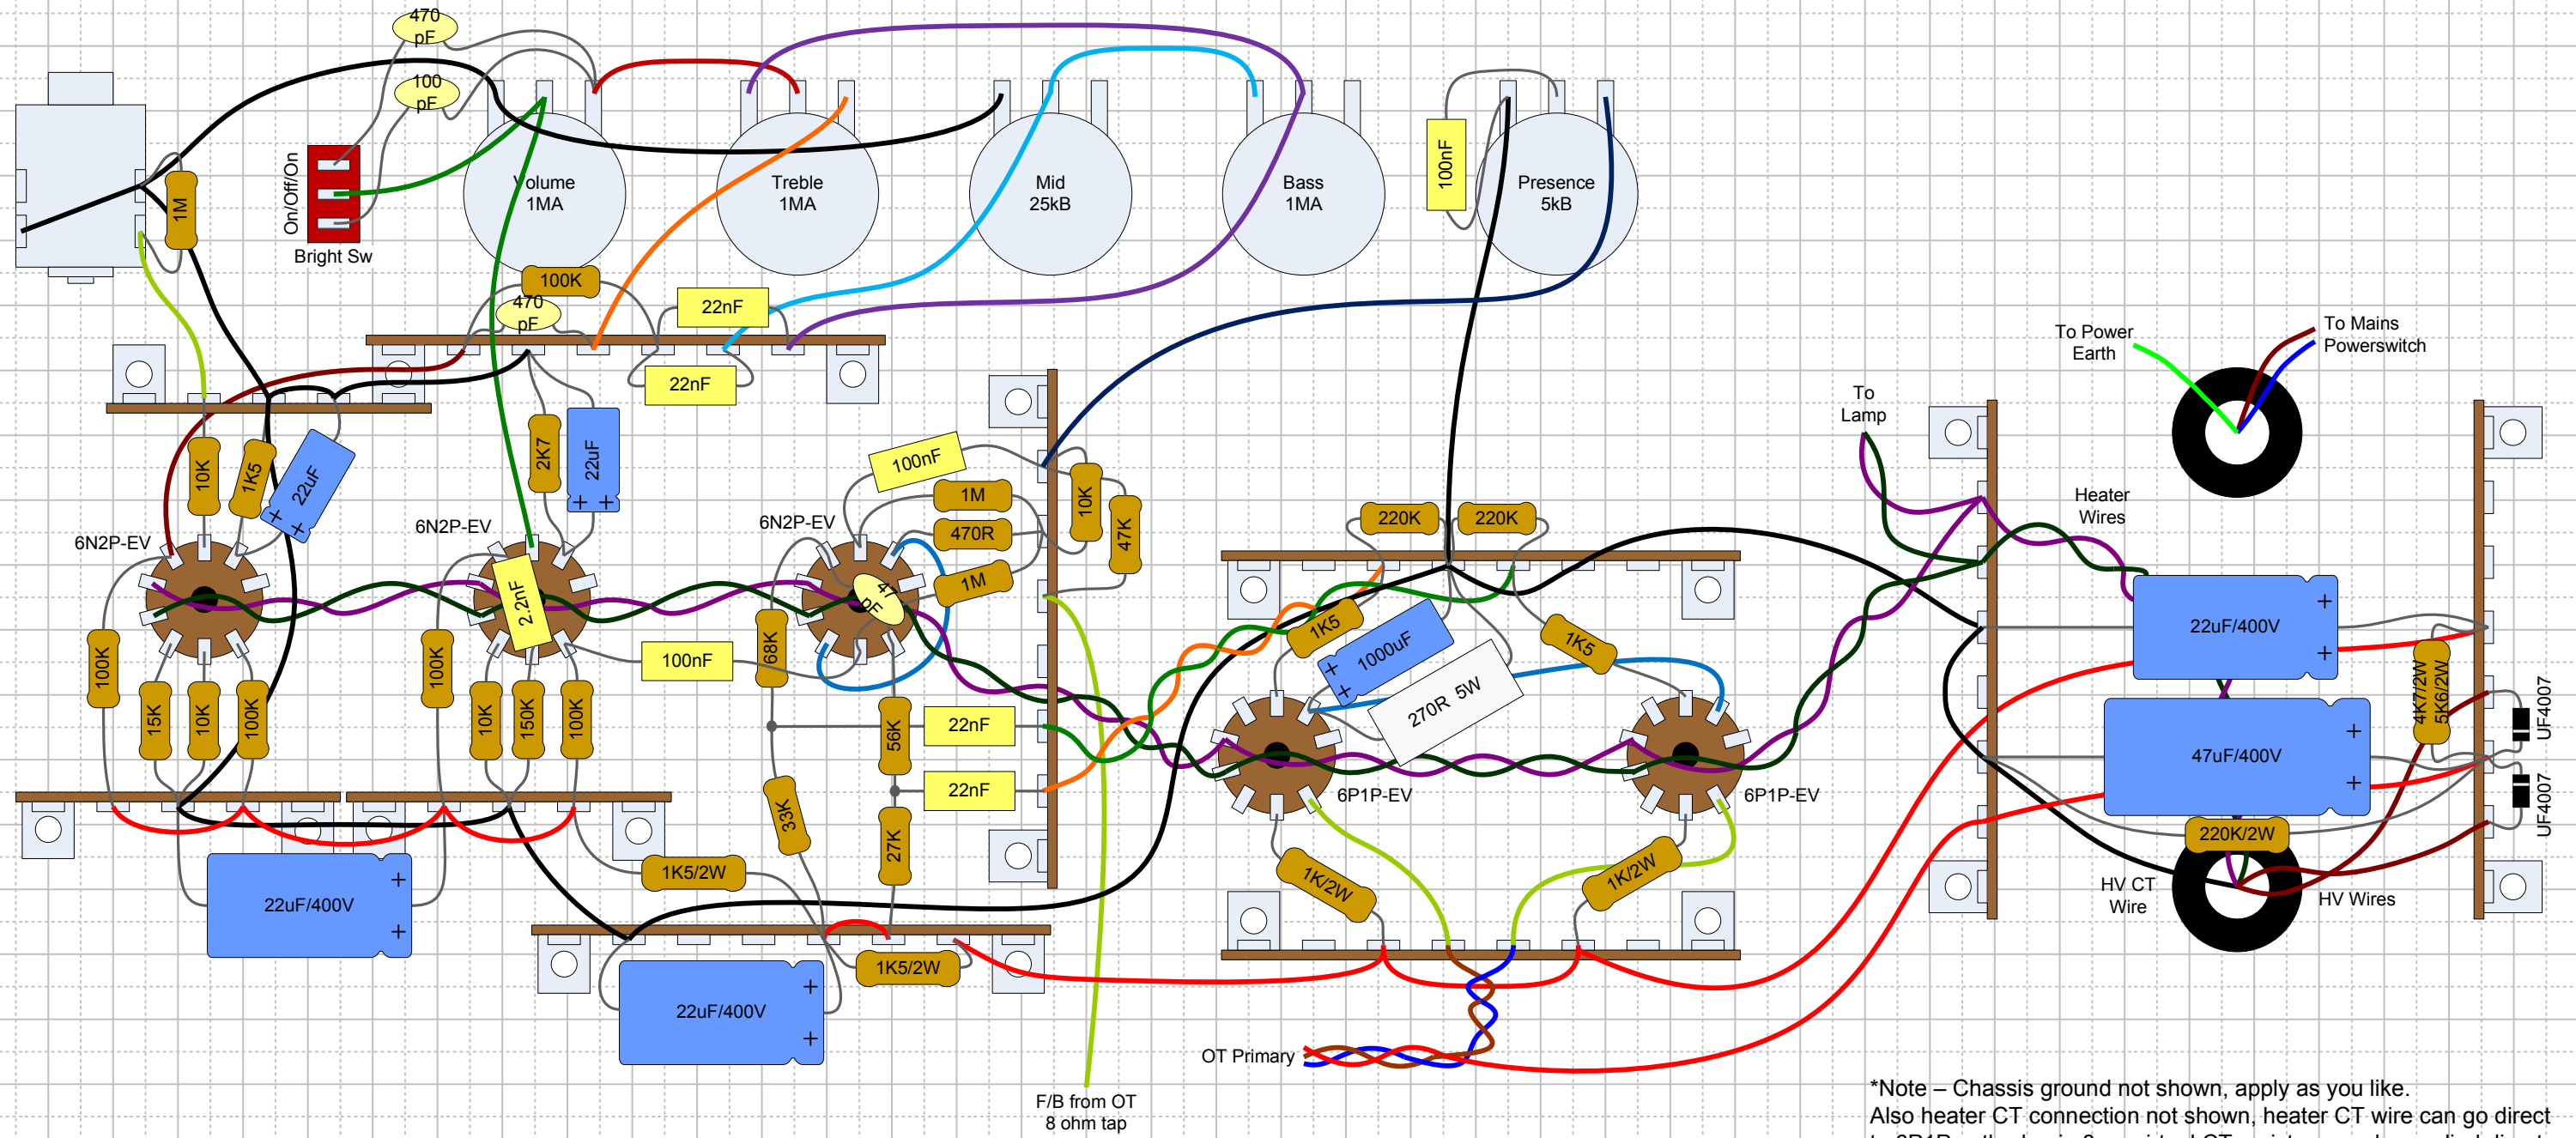 470
pF
100
pF
1M
On/Off/On
Bright Sw
Volume
1MA
Treble
1MA
Mid
25kB
Bass
1MA
100nF
Presence
5kB
100K
470
pF
22nF
22nF
To Power
Earth
To Mains
Powerswitch
To
Lamp
Heater
Wires
10K
1K5
22uF
+ +
2K7
22uF
+ +
100nF
1M
470R
1M
10K
47K
220K
220K
6N2P-EV
6N2P-EV
6N2P-EV
2.2nF
47
pF
1K5
1000uF
+ +
270R 5W
1K5
22uF/400V
+
+
4K7/2W
5K6/2W
UF4007
100K
15K
10K
100K
100K
10K
150K
100K
100nF
68K
56K
22nF
22nF
6P1P-EV
6P1P-EV
47uF/400V
+
+
UF4007
33K
27K
220K/2W
1K5/2W
1K/2W
1K/2W
HV CT
Wire
HV Wires
22uF/400V
+
+
1K5/2W
22uF/400V
+
+
OT Primary
F/B from OT
8 ohm tap
*Note – Chassis ground not shown, apply as you like.
Also heater CT connection not shown, heater CT wire can go direct